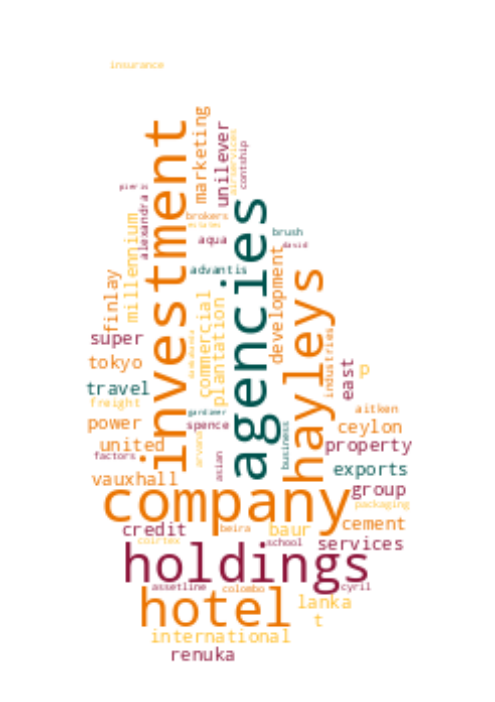 insurance
investment
marketing
unilever
contship
alexandra
millennium
brokers
aqua
brush
david
agencies
advantis
finlay
development
hayleys
commercial
plantation
industries
super
tokyo
east
p
travel
freight
gardiner
aitken
power
spence
ceylon
united
business
property
factors
arvana
asian
exports
vauxhall
group
company
packaging
credit
beira
baur
cement
coirtex
school
services
holdings
assetline
colombo
cyril
hotel
lanka
t
international
renuka